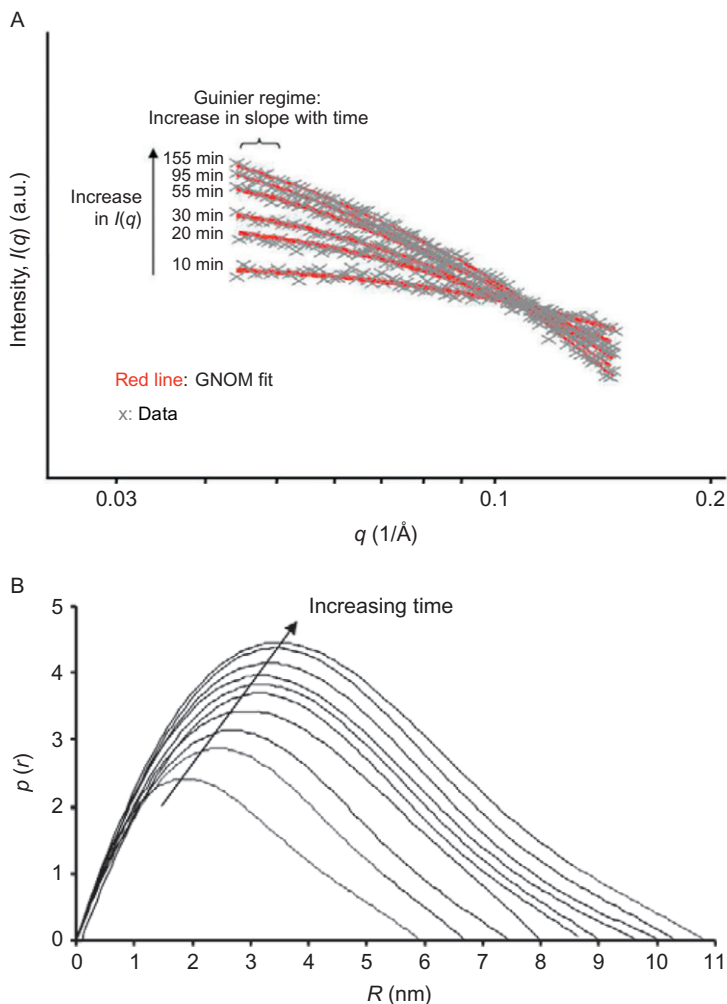 A
Intensity, I(q) (a.u.)
Guinier regime:
Increase in slope with time
Increase
in I(q)
155 min
95 min
55 min
30 min
20 min
10 min
Red line: GNOM fit
x: Data
0.03
0.1
0.2
q (1/Å)
B
p(r)
Increasing time
5
4
3
2
1
0
0 1 2 3 4 5 6 7 8 9 10 11
R (nm)